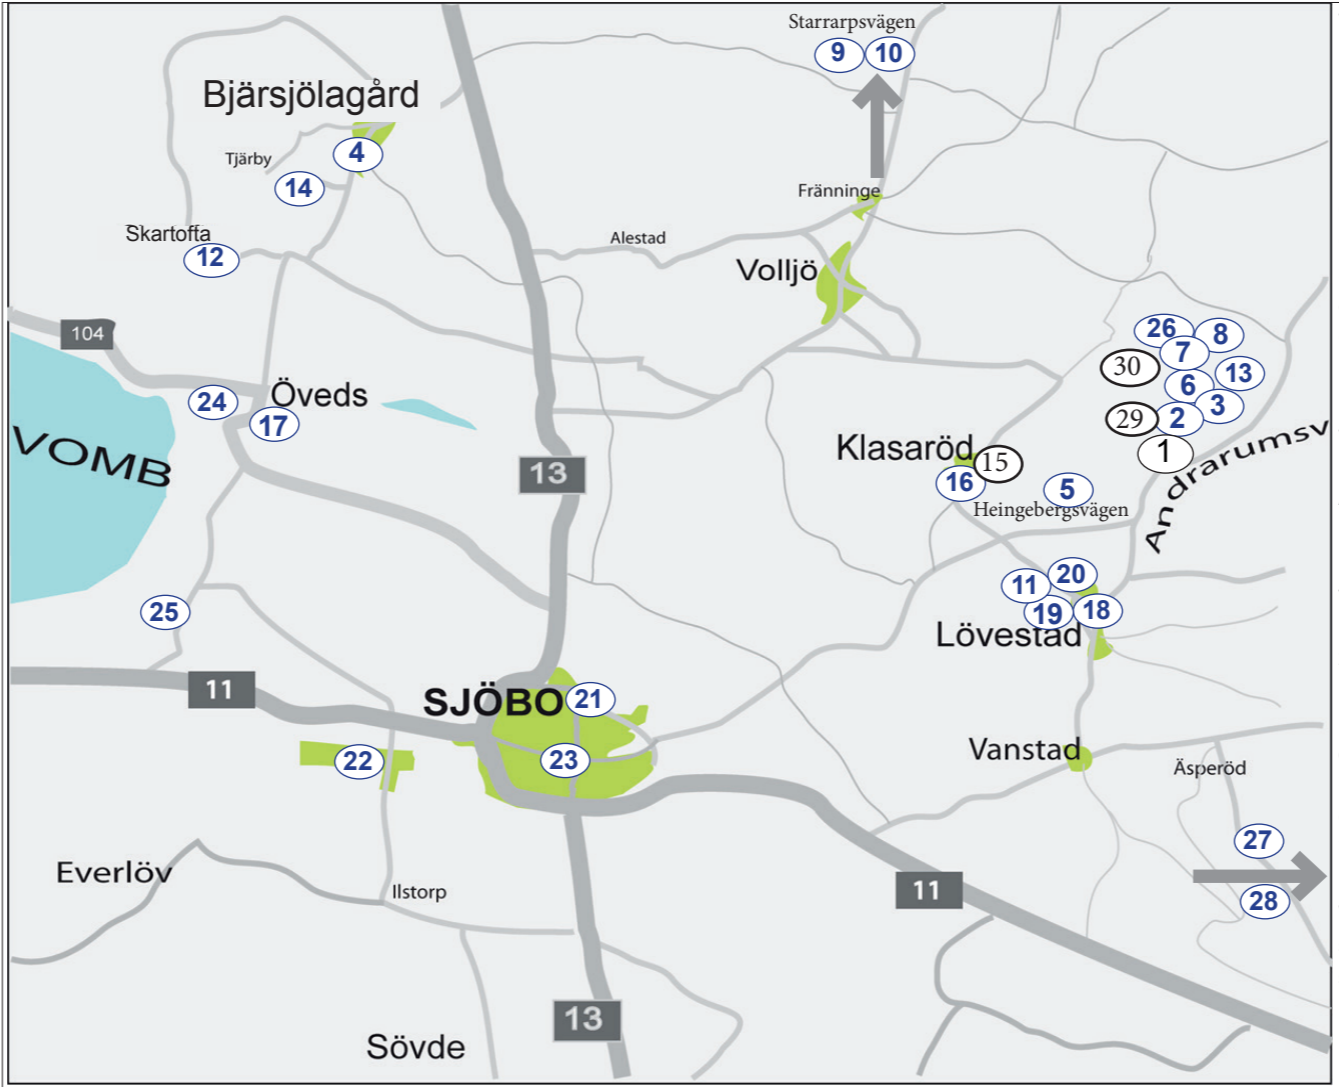 Starrarpsvägen
9 10
Bjärsjölagård
4
Tjärby
14
Fränninge
Skartoffa
12
Alestad
Volljö
104
26 8
7
30
6 13
24
Öveds
17
3
29 2
1
VOMB
Klasaröd
15
16
13
5
Heingebergsvägen
Andrarumsv
11 20
19 18
25
Lövestad
11
SJÖBO
21
22
23
Vanstad
Äsperöd
27
Everlöv
Ilstorp
11
28
13
Sövde